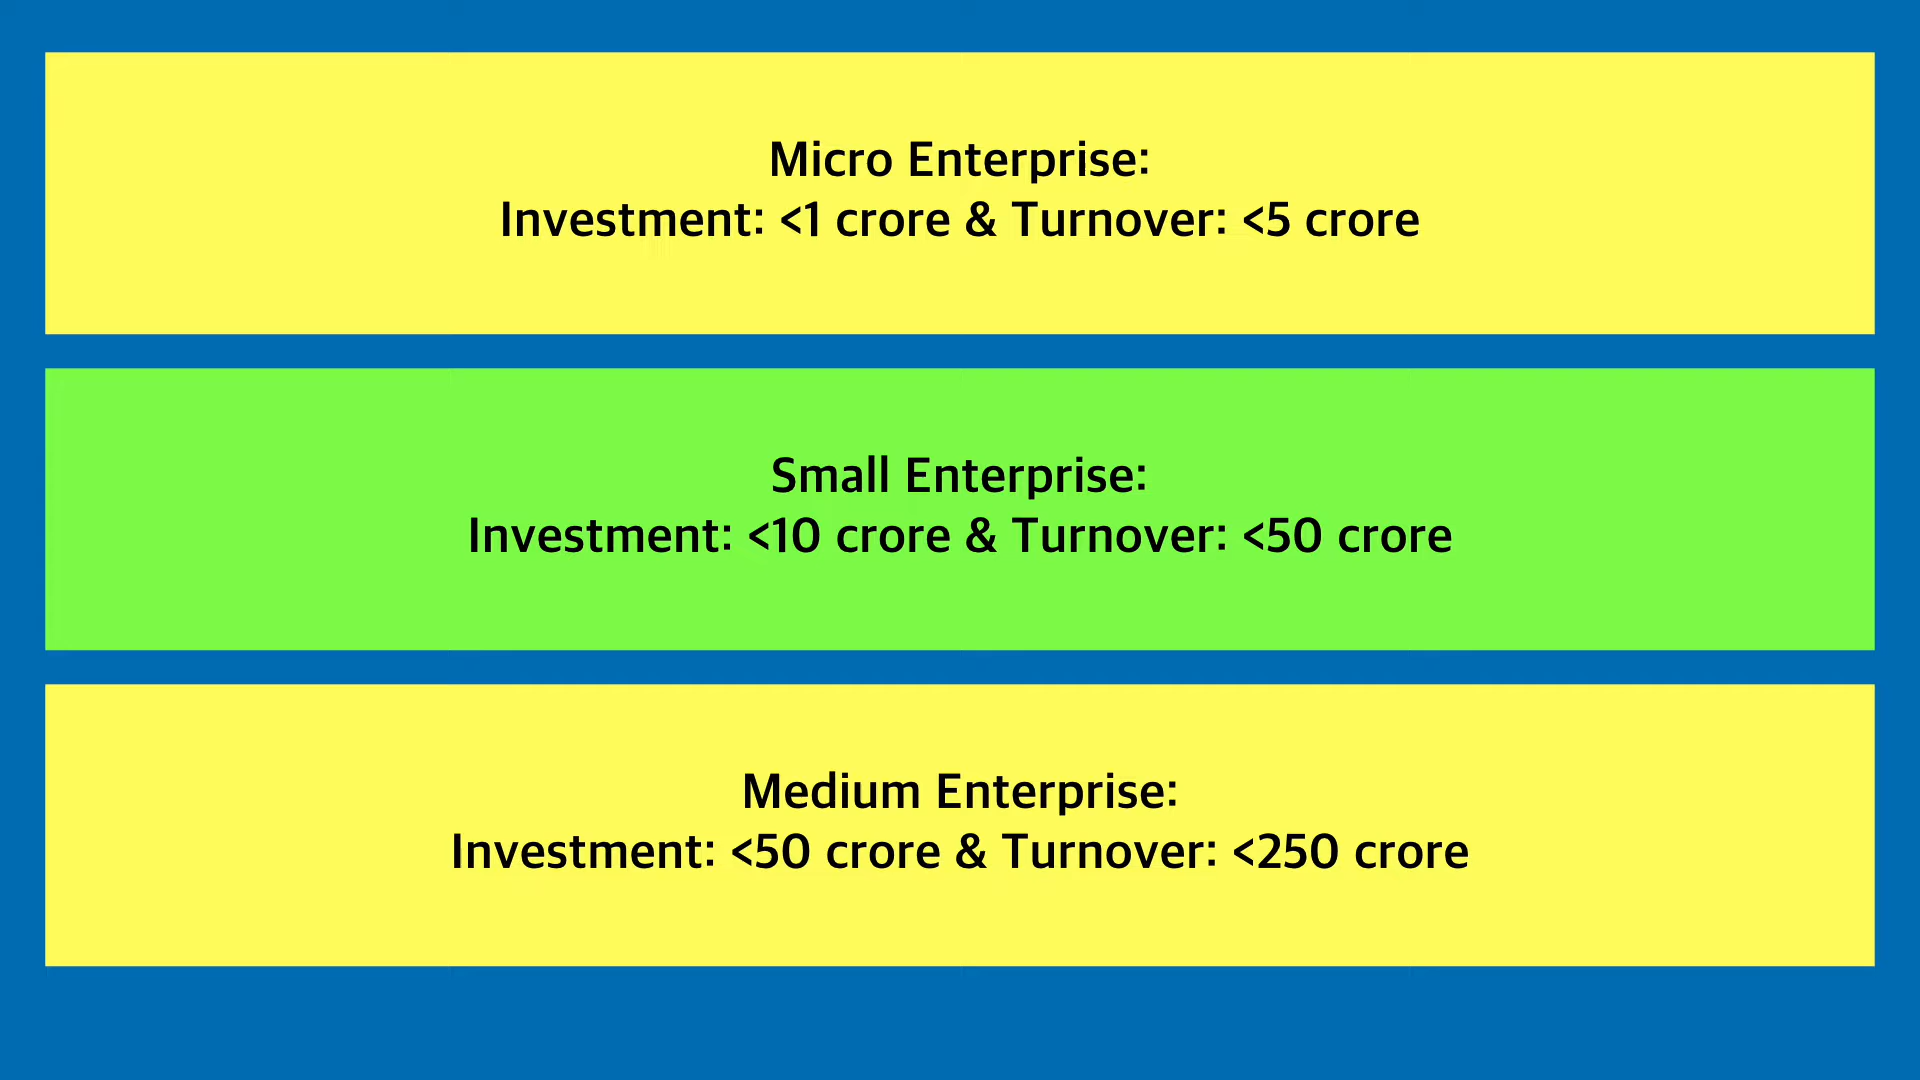 Micro Enterprise:
Investment: <1 crore & Turnover: <5 crore
Small Enterprise:
Investment: <10 crore & Turnover: <50 crore
Medium Enterprise:
Investment: <50 crore & Turnover: <250 crore